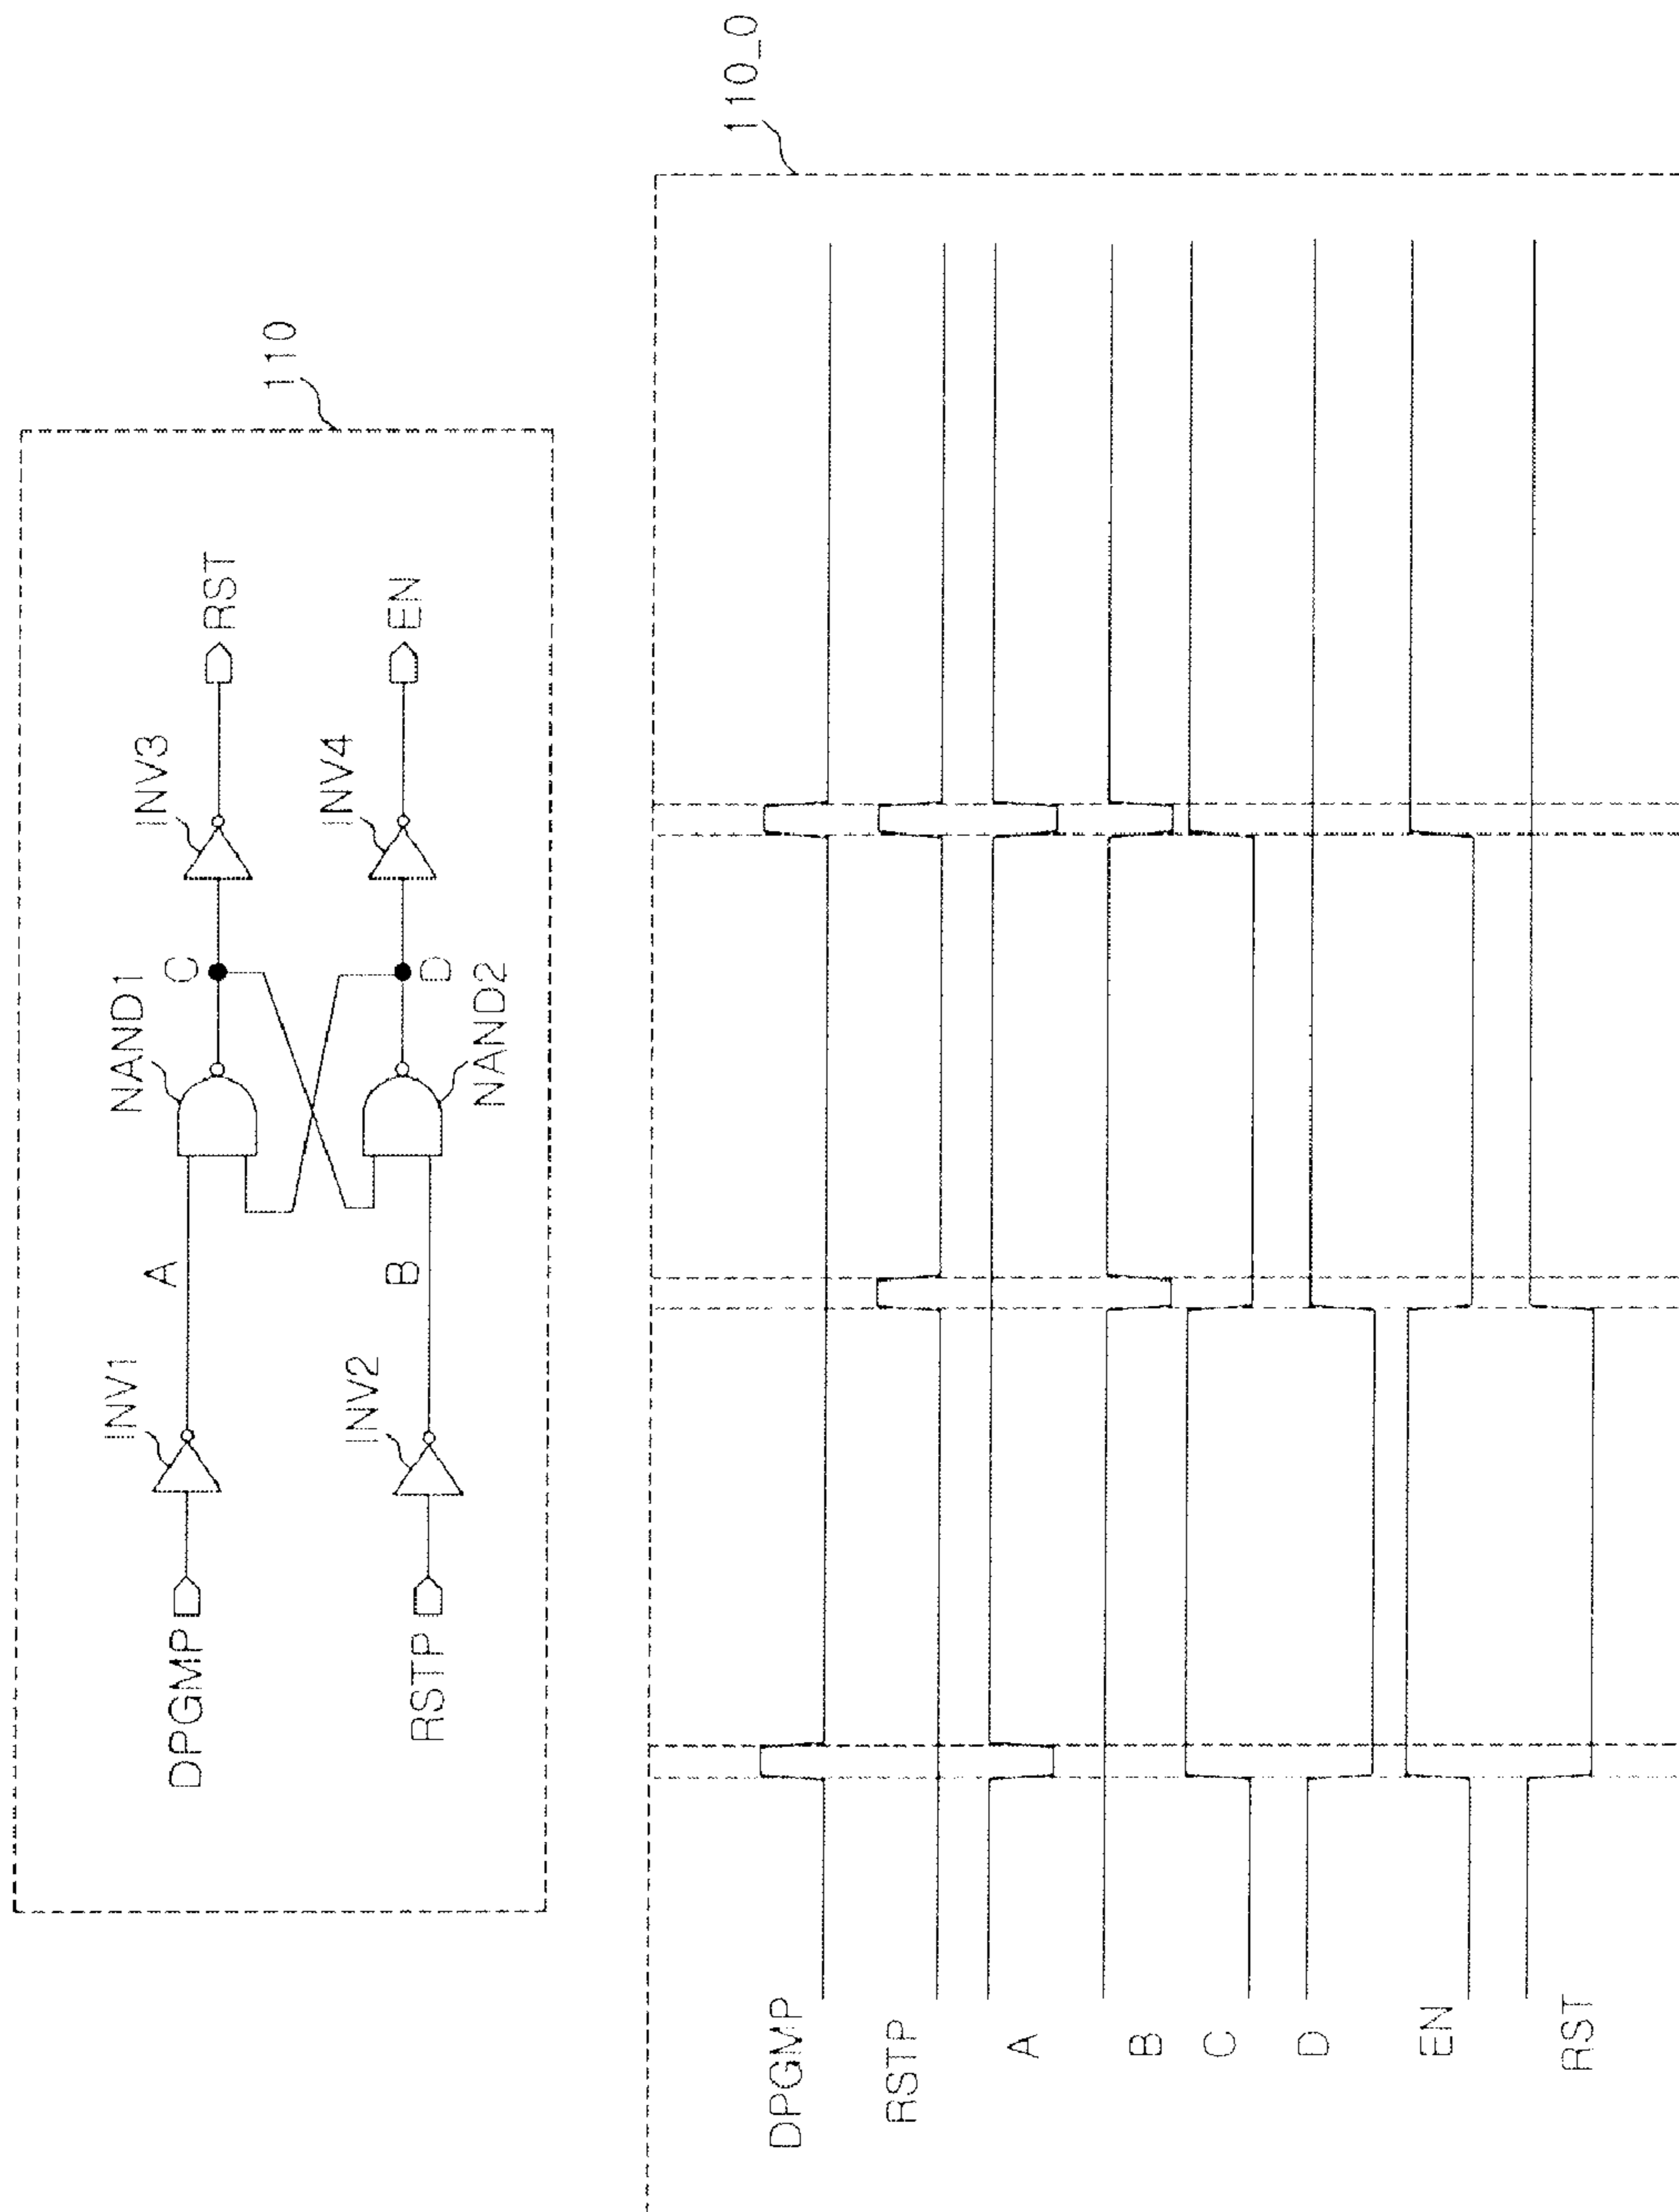 110
INV1
A
NAND1
C
INV3
DPGMP
RST
INV2
B
D
INV4
RSTP
EN
NAND2
110_0
DPGMP
RSTP
A
B
C
D
EN
RST